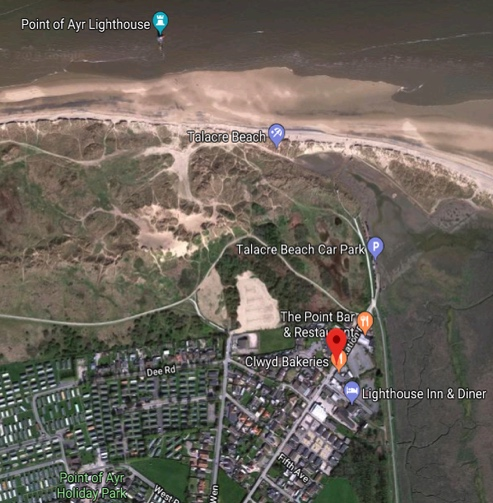 Point of Ayr Lighthouse
Talacre Beach
Talacre Beach Car Park
P
The Point Bar
& Restaurant
Clwyd Bakeries
Lighthouse Inn & Diner
Dee Rd
Fifth Ave
Point of Ayr
Holiday Park